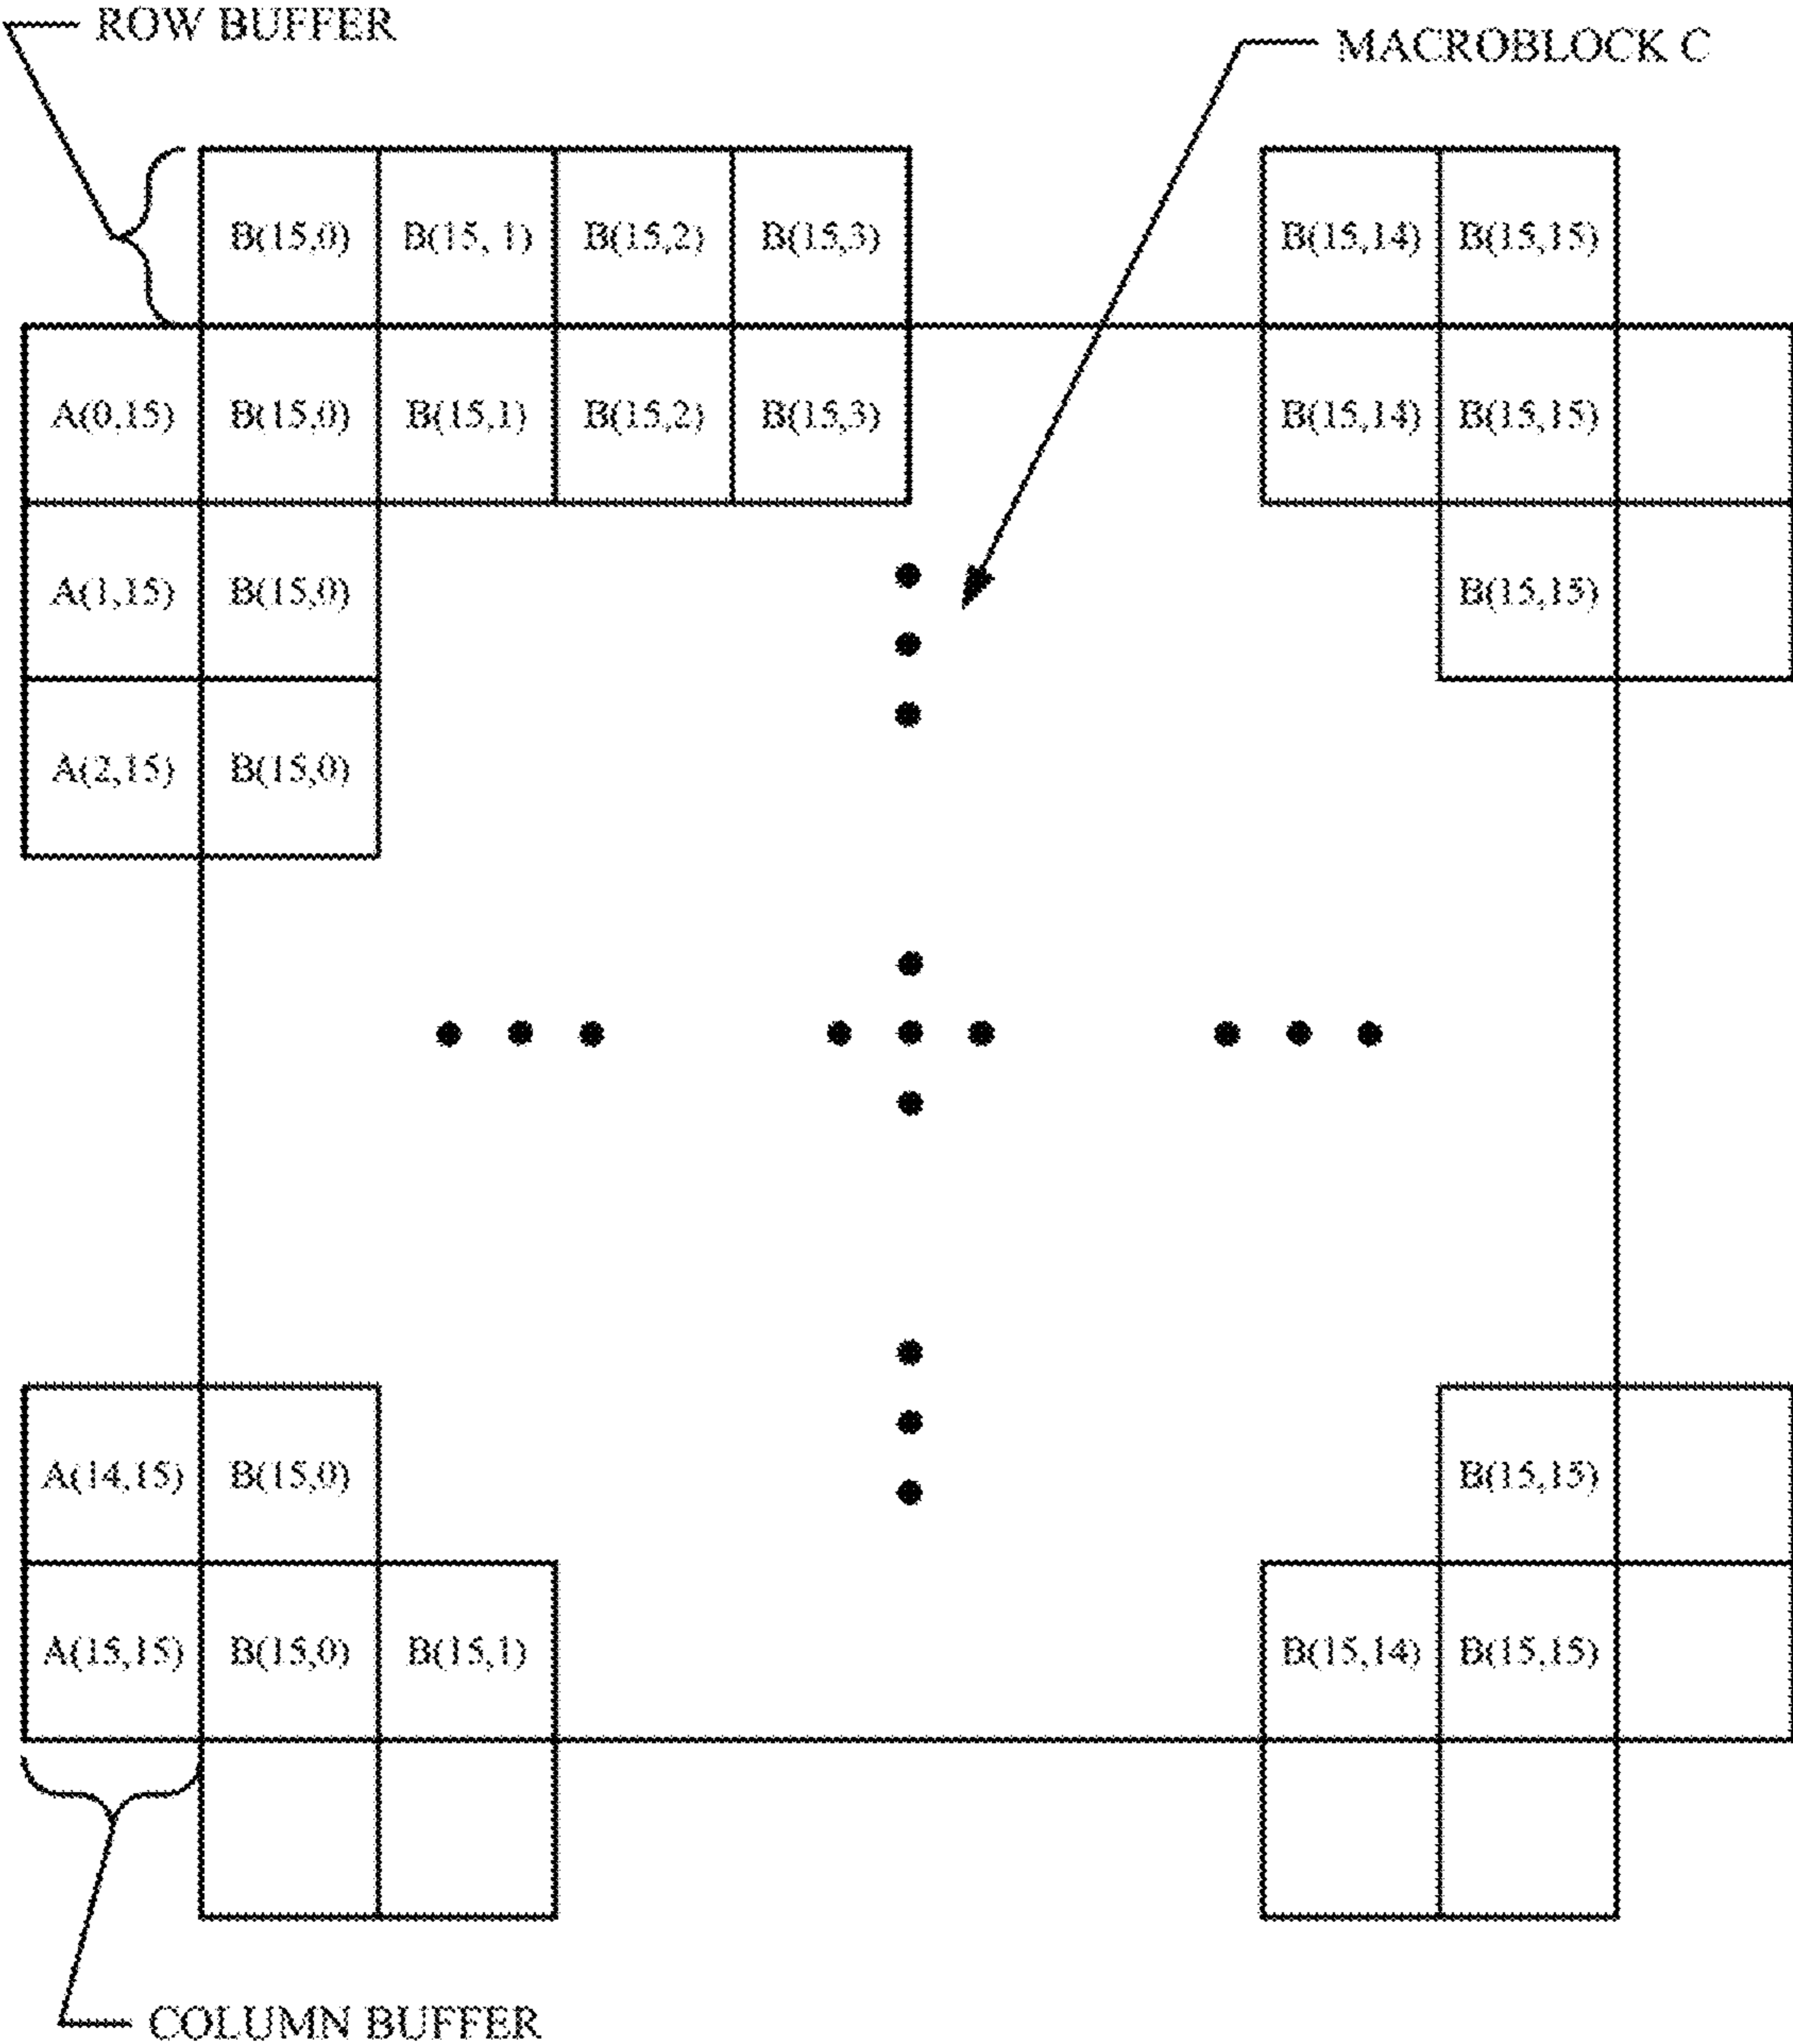 ROW BUFFER
MACROBLOCK C
B(15,0) B(15, 1) B(15,2) B(15,3) B(15,14) B(15,15)
A(0,15) B(15,0) B(15,1) B(15,2) B(15,3) B(15,14) B(15,15)
A(1,15) B(15,0) B(15,15)
A(2,15) B(15,0)
A(14,15) B(15,0) B(15,15)
A(15,15) B(15,0) B(15,1) B(15,14) B(15,15)
COLUMN BUFFER